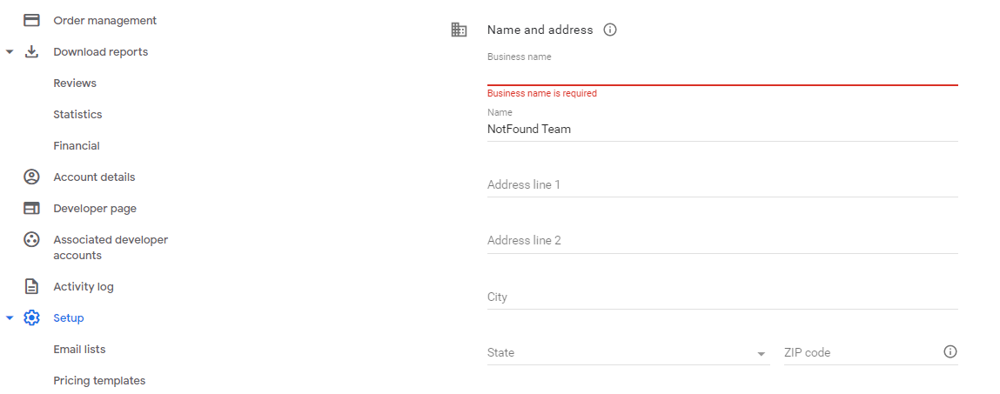 Order management
Download reports
Reviews
Statistics
Financial
Account details
Developer page
Associated developer
accounts
Activity log
Setup
Email lists
Pricing templates
Name and address
Business name
Business name is required
Name
NotFound Team
Address line 1
Address line 2
City
State
ZIP code